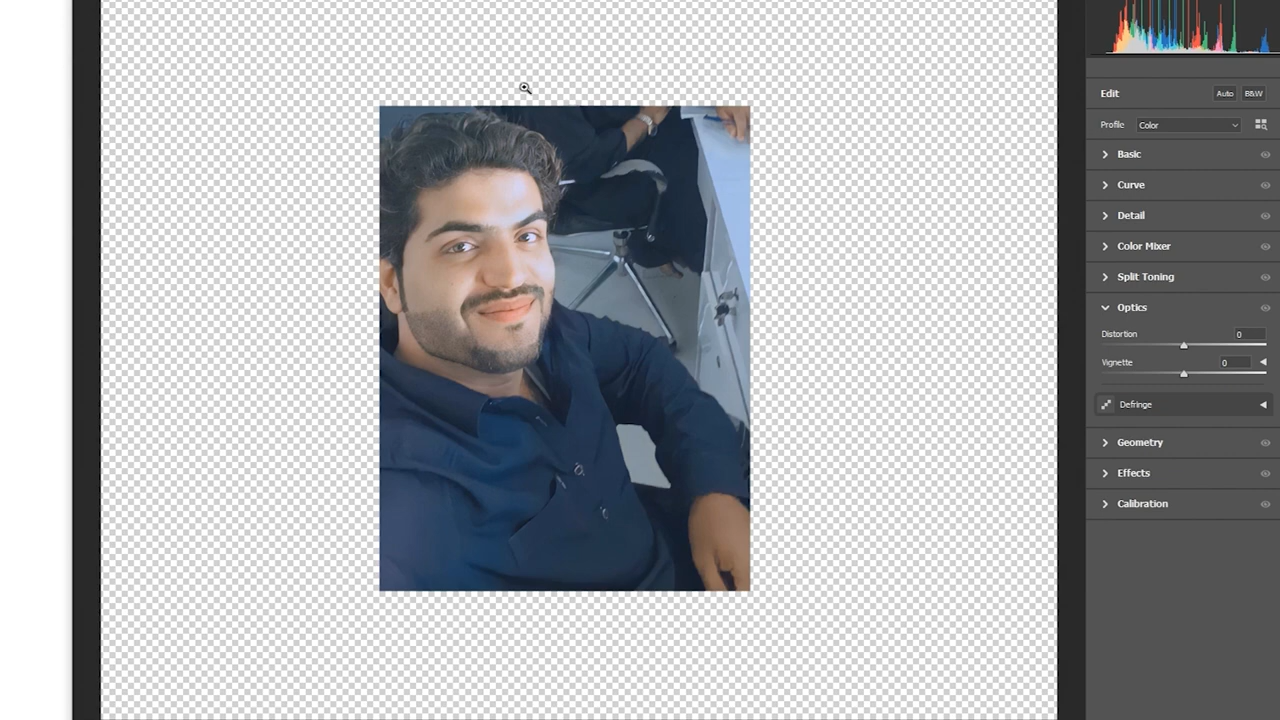 Edit Auto B&W
Profile Color
Basic
Curve
Detail
Color Mixer
Split Toning
Optics
Distortion 0
Vignette 0
Defringe
Geometry
Effects
Calibration